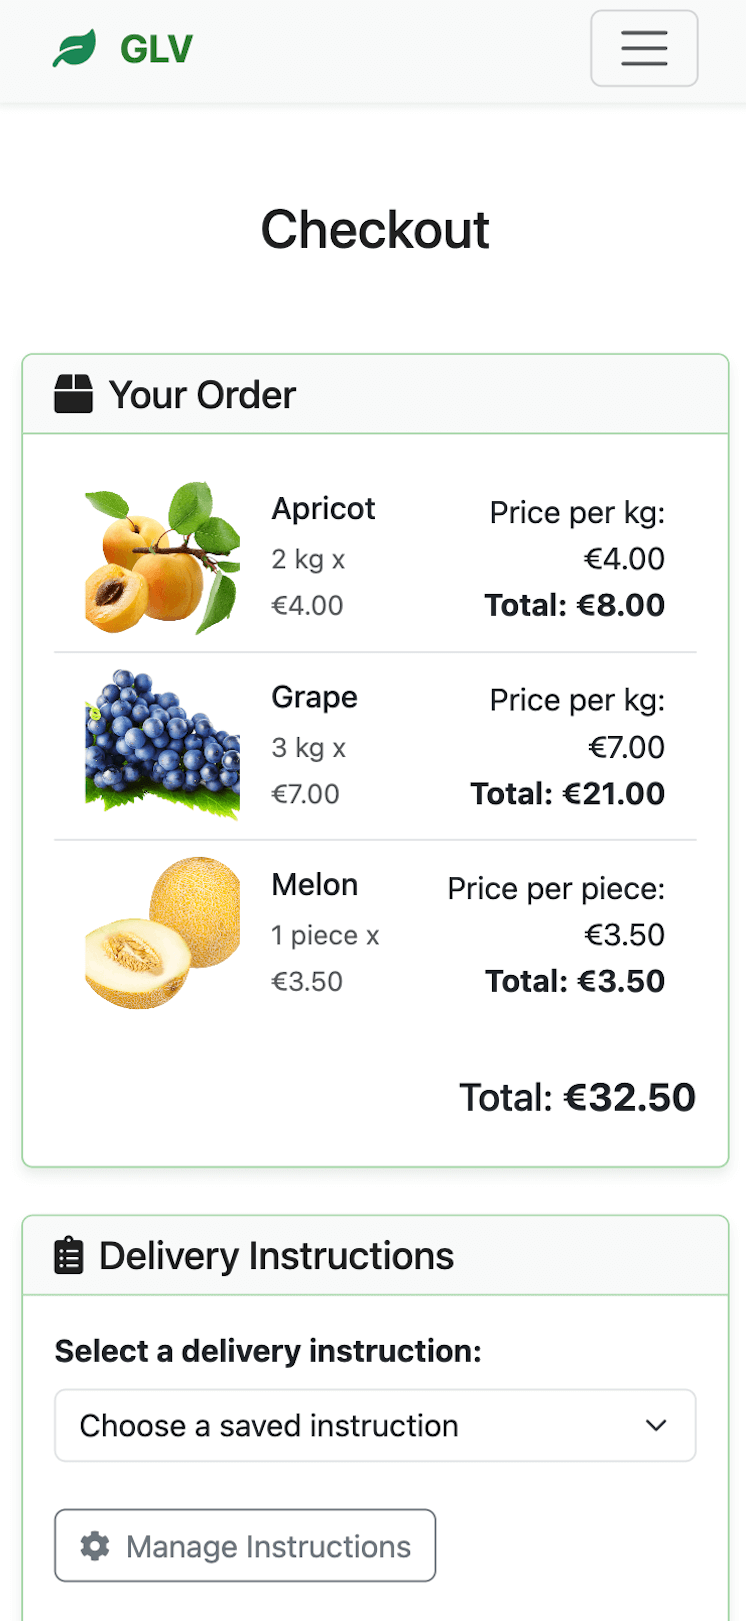 GLV
Checkout
Your Order
Apricot
2 kg x
€4.00
Price per kg:
€4.00
Total: €8.00
Grape
3 kg x
€7.00
Price per kg:
€7.00
Total: €21.00
Melon
1 piece x
€3.50
Price per piece:
€3.50
Total: €3.50
Total: €32.50
Delivery Instructions
Select a delivery instruction:
Choose a saved instruction
Manage Instructions